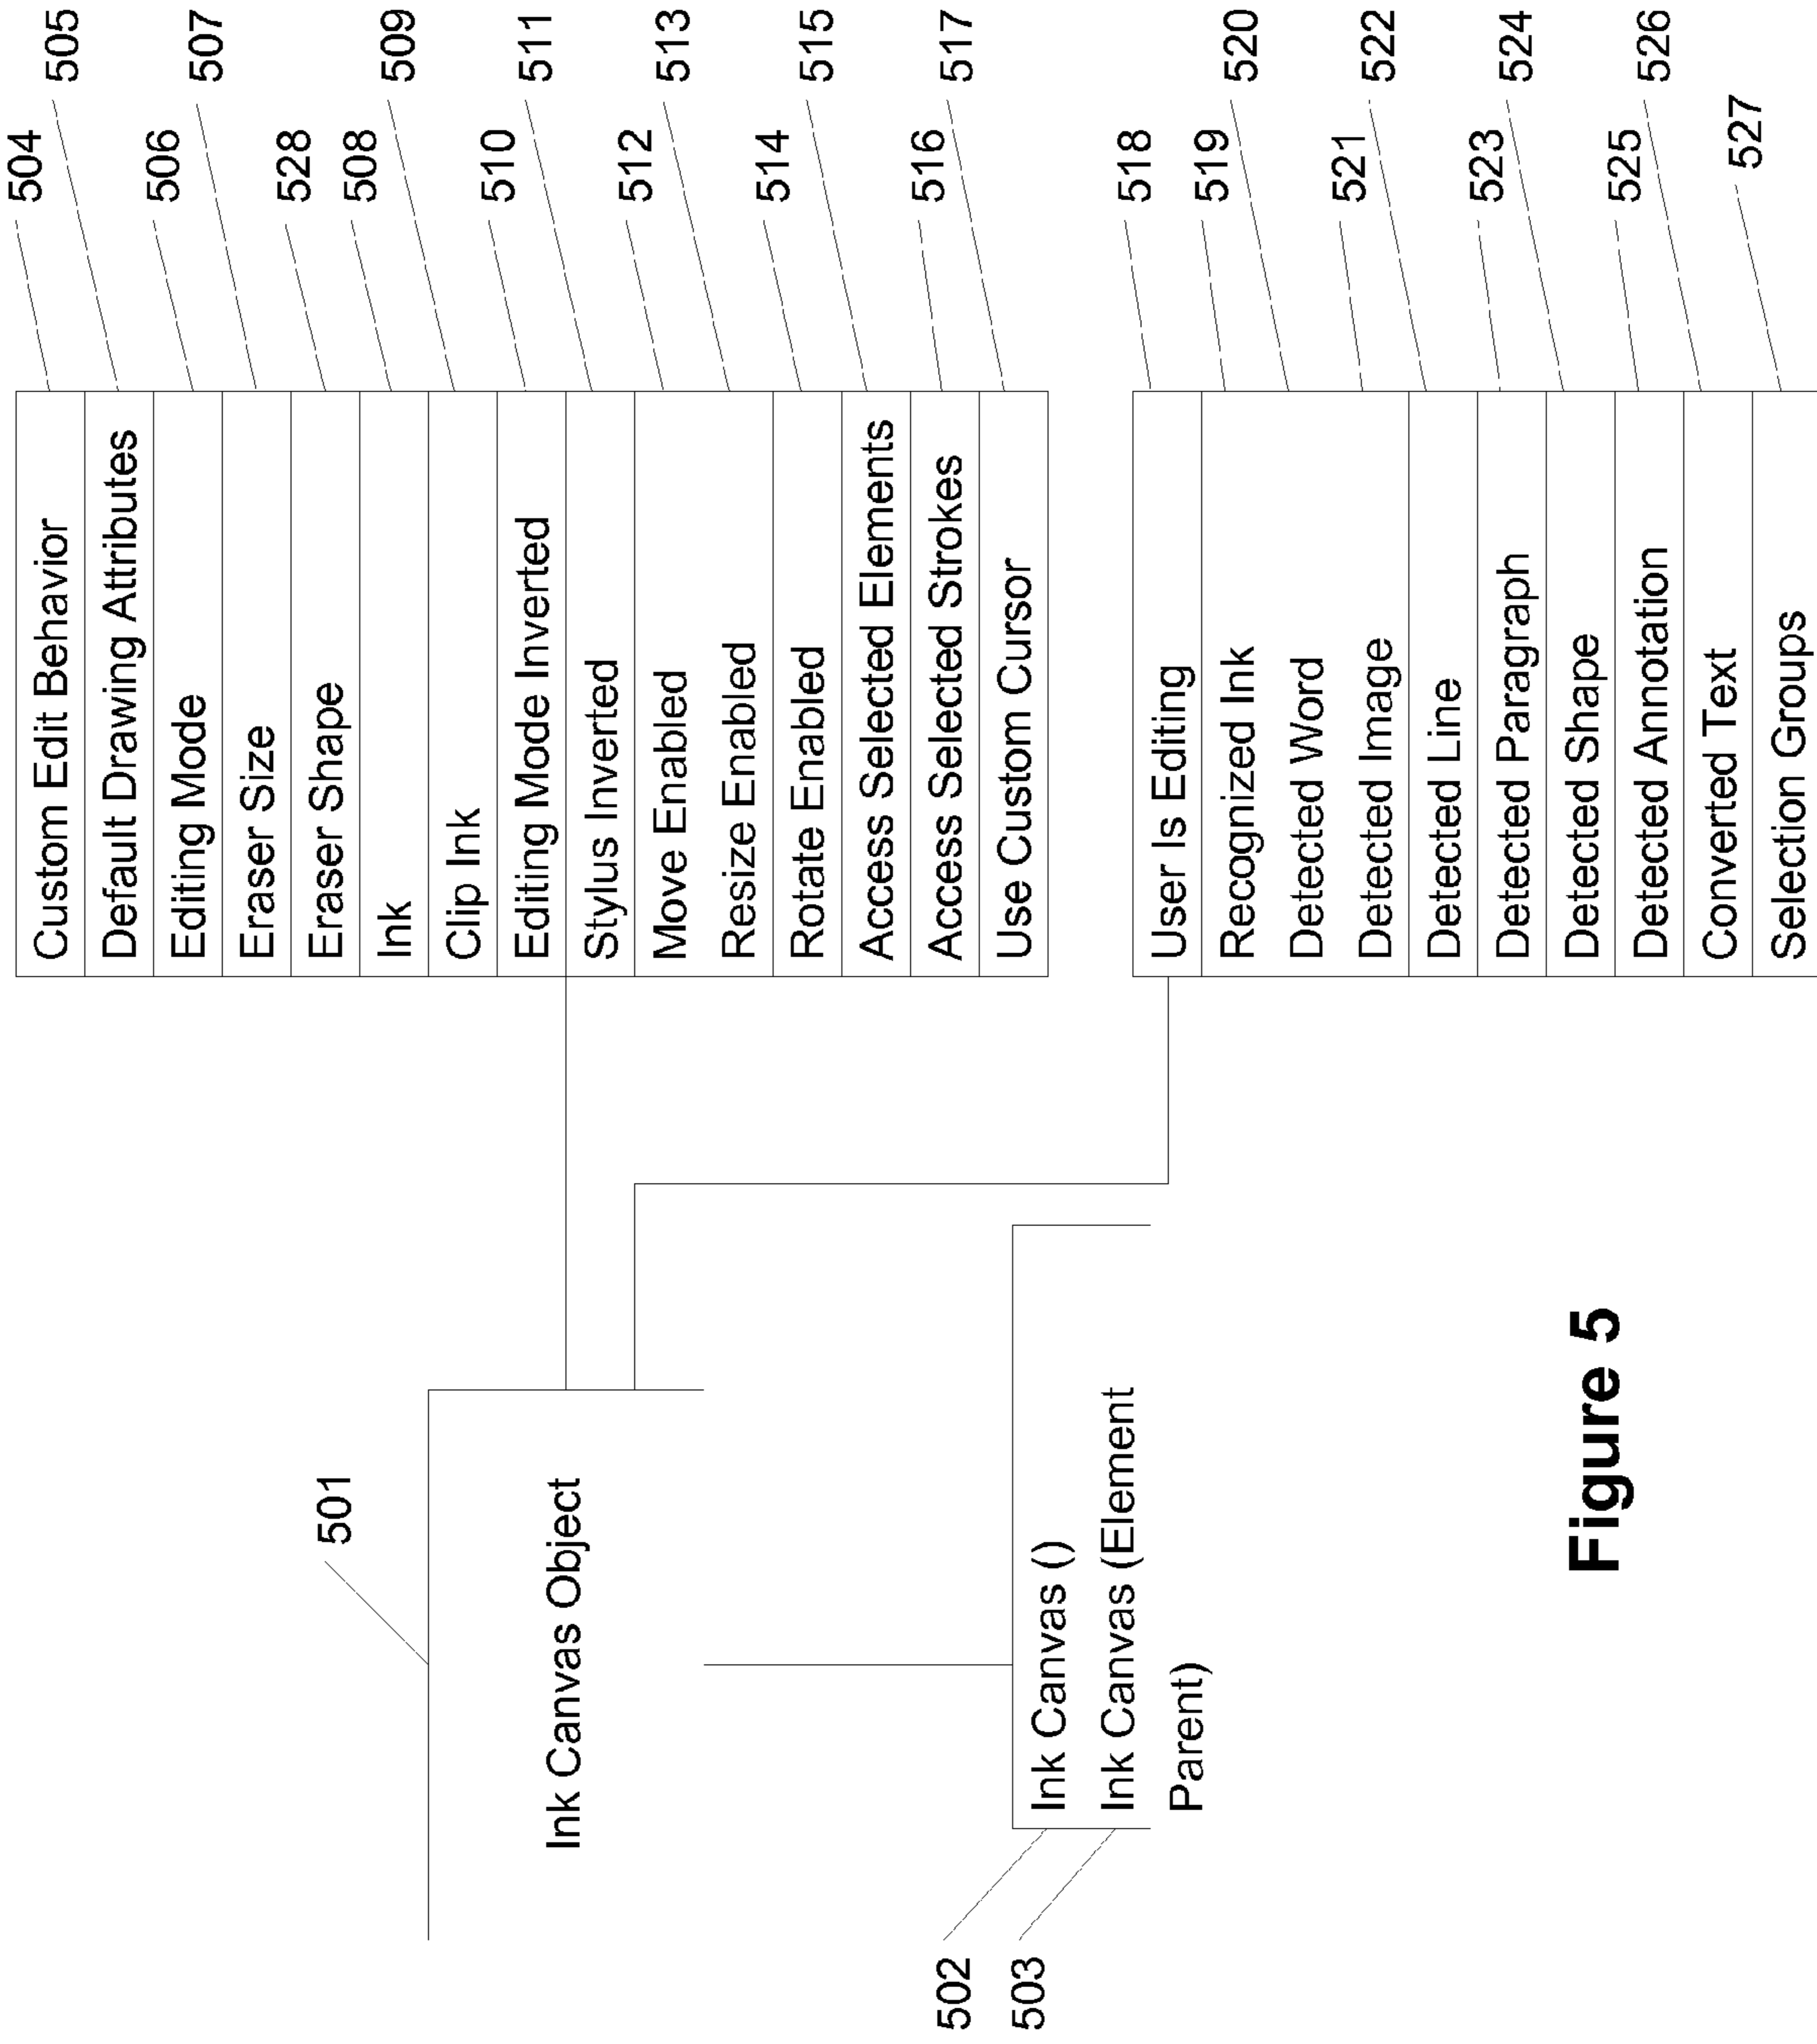 501
Ink Canvas Object
502
503
Ink Canvas ()
Ink Canvas (Element
Parent)
Custom Edit Behavior
504
Default Drawing Attributes
505
Editing Mode
506
Eraser Size
507
Eraser Shape
528
Ink
508
Clip Ink
509
Editing Mode Inverted
510
Stylus Inverted
511
Move Enabled
512
Resize Enabled
513
Rotate Enabled
514
Access Selected Elements
515
Access Selected Strokes
516
Use Custom Cursor
517
User Is Editing
518
Recognized Ink
519
Detected Word
520
Detected Image
521
Detected Line
522
Detected Paragraph
523
Detected Shape
524
Detected Annotation
525
Converted Text
526
Selection Groups
527
Figure 5